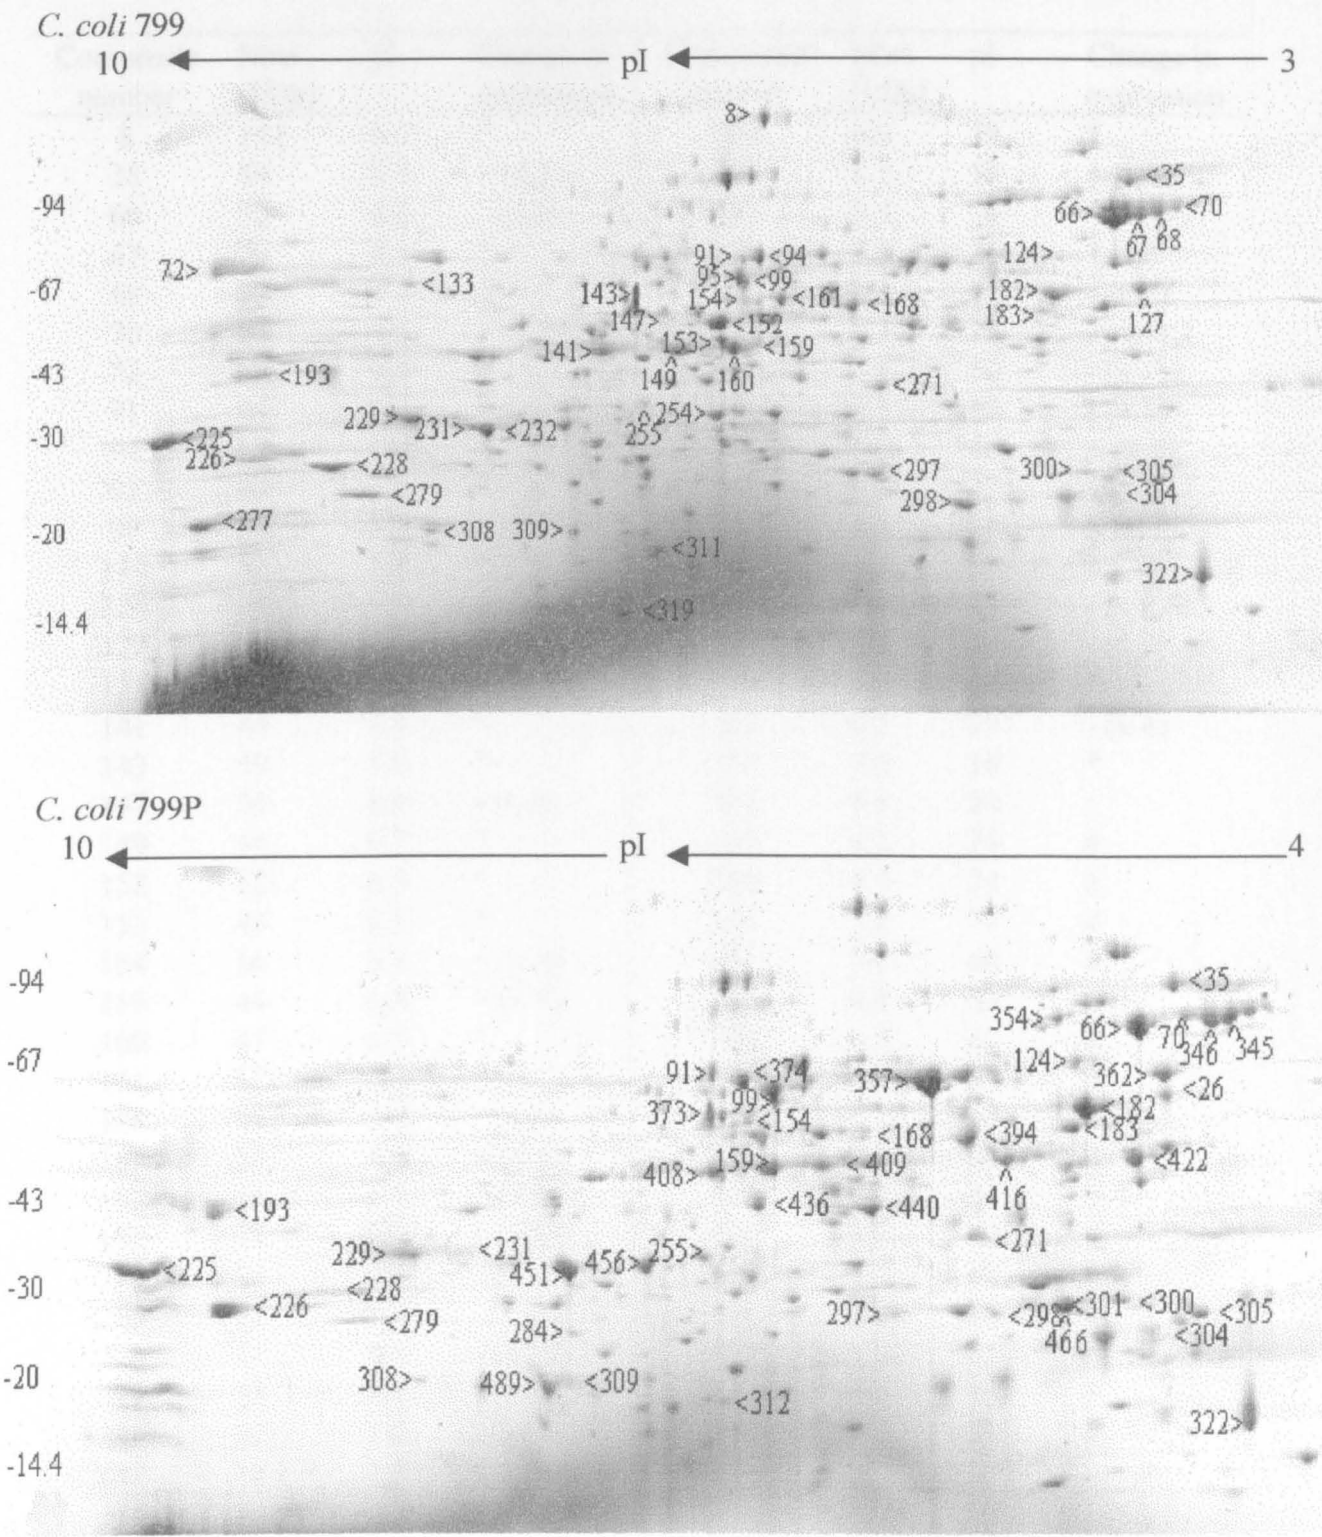 C. coli 799
10 pI 3
8>
<35
-94
66> <70
67 68
91> <94 124>
72> 95> <99
-67 <133 143> 154> <161 <168 182>
147> <152 183> 127
141> 153> <159
-43 <193 149 160 <271
229> 231> <232 255 254>
-30 <225
226> <228 <297 300> <305
<279 298> <304
<277
-20 <308 309>
<311
322>
<319
-14.4
C. coli 799P
10 pI 4
-94 <35
354> 66> 70 346 345
-67 124>
91> <374 357> 362> <26
373> 99> <154 <182
<168 <394 <183
408> 159> <409 <422
416
-43 <193 <436 <440
229> <231 456> 255> <271
<225 451>
-30 <228
<226 297> <298 <301 <300 <305
<279 284> 466 <304
-20 308> 489> <309
<312
322>
-14.4